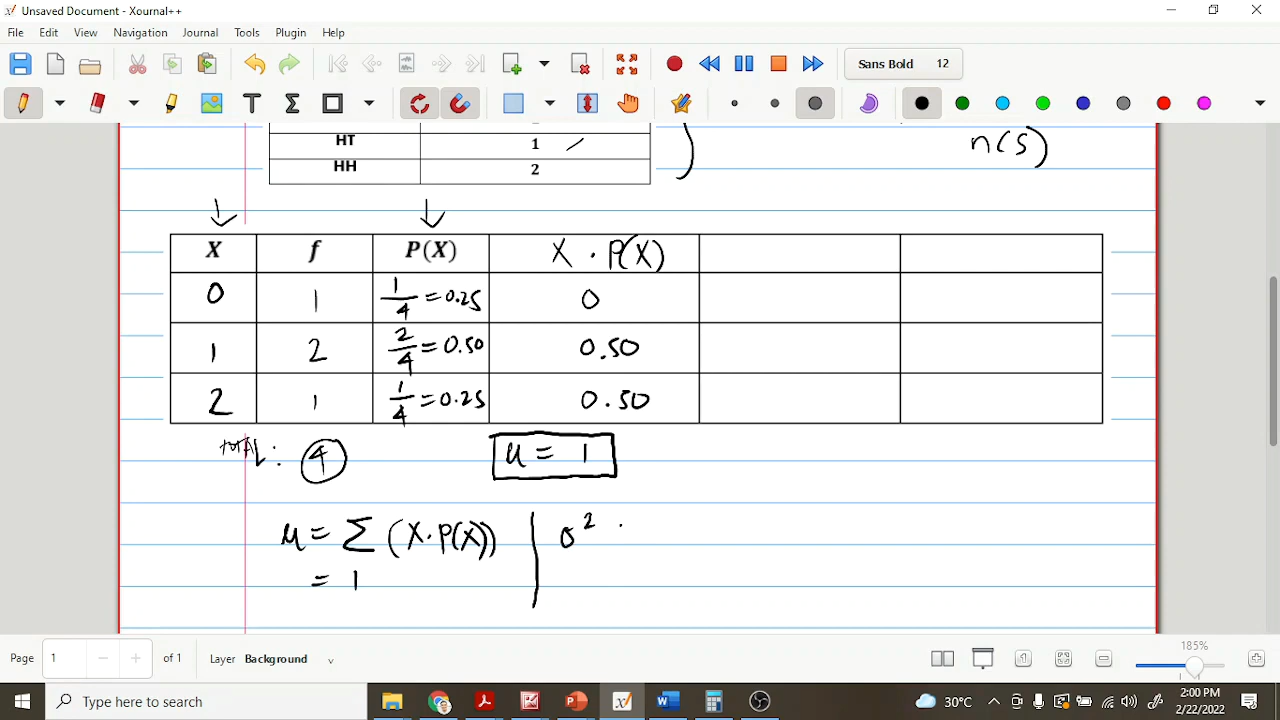 Unsaved Document - Xournal++
File Edit View Navigation Journal Tools Plugin Help
Sans Bold 12
HT 1
HH 2
n(S)
X f P(X) X · P(X)
0 1 1/4 = 0.25 0
1 2 2/4 = 0.50 0.50
2 1 1/4 = 0.25 0.50
TOTAL: 4 μ = 1
μ = Σ (X·P(X)) σ²
= 1
Page 1 of 1 Layer Background 185%
Type here to search 30°C 2:00 PM
2/22/2022